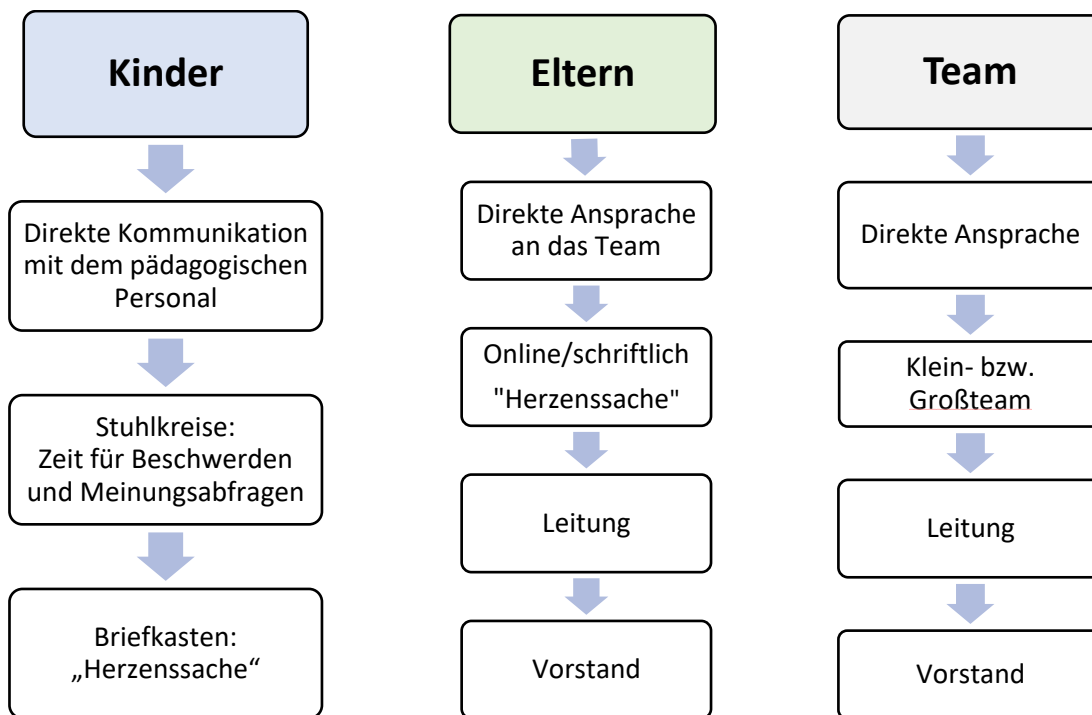 Kinder
Direkte Kommunikation
mit dem pädagogischen
Personal
Stuhlkreise:
Zeit für Beschwerden
und Meinungsabfragen
Briefkasten:
„Herzenssache“
Eltern
Direkte Ansprache
an das Team
Online/schriftlich
"Herzenssache"
Leitung
Vorstand
Team
Direkte Ansprache
Klein- bzw.
Großteam
Leitung
Vorstand